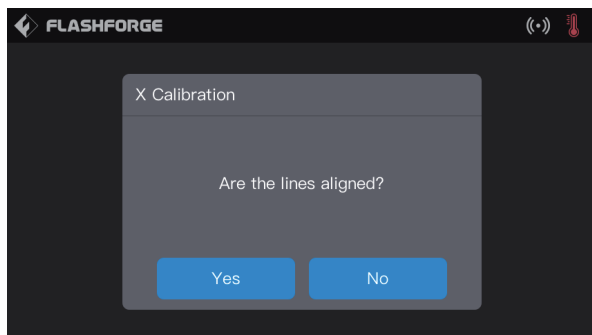 FLASHFORGE
X Calibration
Are the lines aligned?
Yes
No